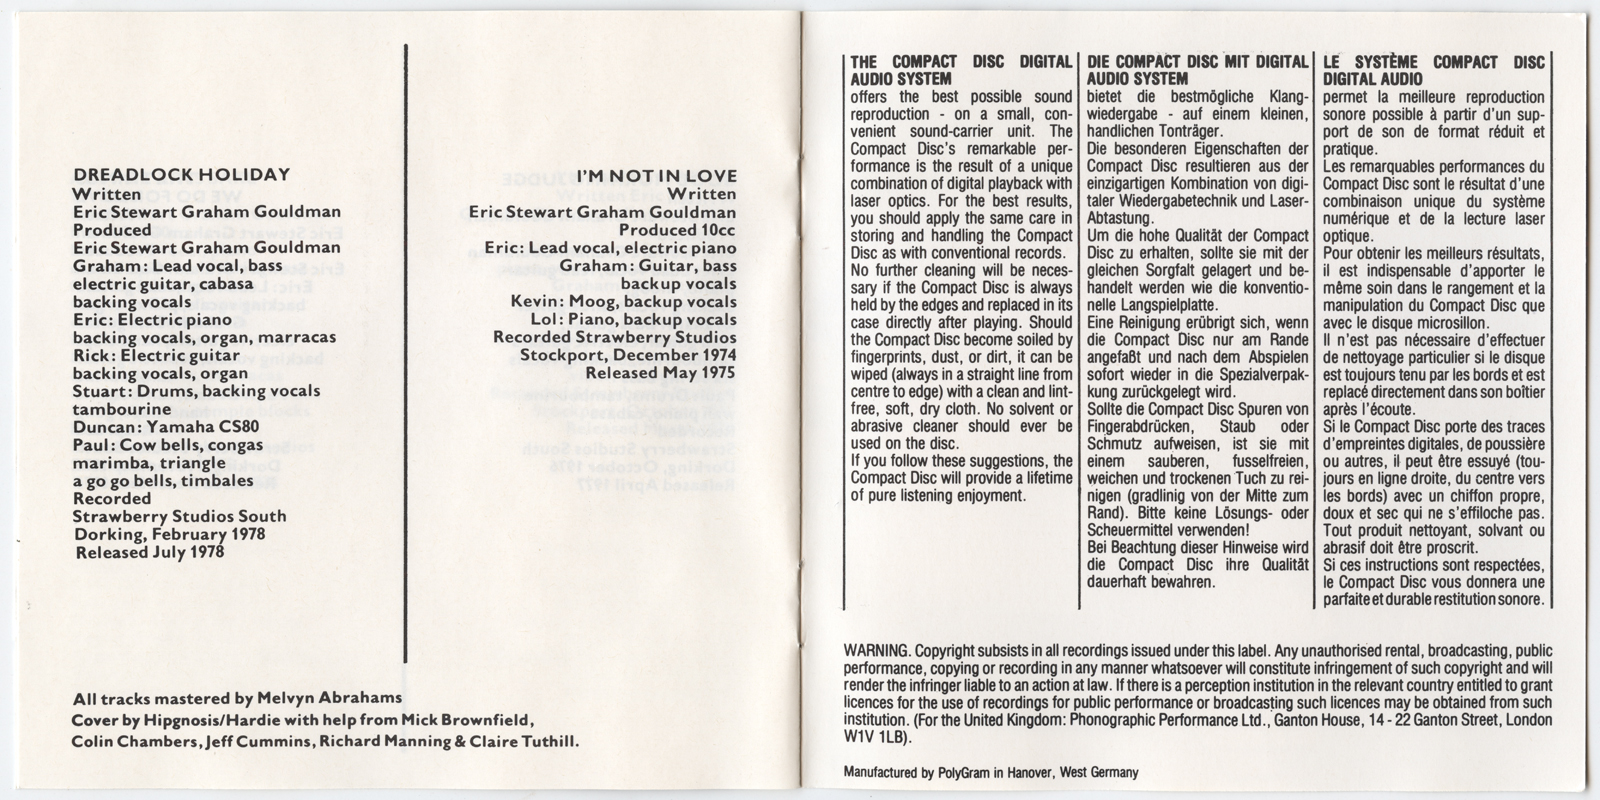 DREADLOCK HOLIDAY
Written
Eric Stewart Graham Gouldman
Produced
Eric Stewart Graham Gouldman
Graham: Lead vocal, bass
electric guitar, cabasa
backing vocals
Eric: Electric piano
backing vocals, organ, marracas
Rick: Electric guitar
backing vocals, organ
Stuart: Drums, backing vocals
tambourine
Duncan: Yamaha CS80
Paul: Cow bells, congas
marimba, triangle
a go go bells, timbales
Recorded
Strawberry Studios South
Dorking, February 1978
Released July 1978
I'M NOT IN LOVE
Written
Eric Stewart Graham Gouldman
Produced 10cc
Eric: Lead vocal, electric piano
Graham: Guitar, bass
backup vocals
Kevin: Moog, backup vocals
Lol: Piano, backup vocals
Recorded Strawberry Studios
Stockport, December 1974
Released May 1975
All tracks mastered by Melvyn Abrahams
Cover by Hipgnosis/Hardie with help from Mick Brownfield,
Colin Chambers, Jeff Cummins, Richard Manning & Claire Tuthill.
THE COMPACT DISC DIGITAL
AUDIO SYSTEM
offers the best possible sound
reproduction - on a small, con-
venient sound-carrier unit. The
Compact Disc's remarkable per-
formance is the result of a unique
combination of digital playback with
laser optics. For the best results,
you should apply the same care in
storing and handling the Compact
Disc as with conventional records.
No further cleaning will be neces-
sary if the Compact Disc is always
held by the edges and replaced in its
case directly after playing. Should
the Compact Disc become soiled by
fingerprints, dust, or dirt, it can be
wiped (always in a straight line from
centre to edge) with a clean and lint-
free, soft, dry cloth. No solvent or
abrasive cleaner should ever be
used on the disc.
If you follow these suggestions, the
Compact Disc will provide a lifetime
of pure listening enjoyment.
DIE COMPACT DISC MIT DIGITAL
AUDIO SYSTEM
bietet die bestmögliche Klang-
wiedergabe - auf einem kleinen,
handlichen Tonträger.
Die besonderen Eigenschaften der
Compact Disc resultieren aus der
einzigartigen Kombination von digi-
taler Wiedergabetechnik und Laser-
Abtastung.
Um die hohe Qualität der Compact
Disc zu erhalten, sollte sie mit der
gleichen Sorgfalt gelagert und be-
handelt werden wie die konventio-
nelle Langspielplatte.
Eine Reinigung erübrigt sich, wenn
die Compact Disc nur am Rande
angefaßt und nach dem Abspielen
sofort wieder in die Spezialverpak-
kung zurückgelegt wird.
Sollte die Compact Disc Spuren von
Fingerabdrücken, Staub oder
Schmutz aufweisen, ist sie mit
einem sauberen, fusselfreien,
weichen und trockenen Tuch zu rei-
nigen (gradlinig von der Mitte zum
Rand). Bitte keine Lösungs- oder
Scheuermittel verwenden!
Bei Beachtung dieser Hinweise wird
die Compact Disc ihre Qualität
dauerhaft bewahren.
LE SYSTÈME COMPACT DISC
DIGITAL AUDIO
permet la meilleure reproduction
sonore possible à partir d'un sup-
port de son de format réduit et
pratique.
Les remarquables performances du
Compact Disc sont le résultat d'une
combinaison unique du système
numérique et de la lecture laser
optique.
Pour obtenir les meilleurs résultats,
il est indispensable d'apporter le
même soin dans le rangement et la
manipulation du Compact Disc que
avec le disque microsillon.
Il n'est pas nécessaire d'effectuer
de nettoyage particulier si le disque
est toujours tenu par les bords et est
replacé directement dans son boîtier
après l'écoute.
Si le Compact Disc porte des traces
d'empreintes digitales, de poussière
ou autres, il peut être essuyé (tou-
jours en ligne droite, du centre vers
les bords) avec un chiffon propre,
doux et sec qui ne s'effiloche pas.
Tout produit nettoyant, solvant ou
abrasif doit être proscrit.
Si ces instructions sont respectées,
le Compact Disc vous donnera une
parfaite et durable restitution sonore.
WARNING. Copyright subsists in all recordings issued under this label. Any unauthorised rental, broadcasting, public
performance, copying or recording in any manner whatsoever will constitute infringement of such copyright and will
render the infringer liable to an action at law. If there is a perception institution in the relevant country entitled to grant
licences for the use of recordings for public performance or broadcasting such licences may be obtained from such
institution. (For the United Kingdom: Phonographic Performance Ltd., Ganton House, 14 - 22 Ganton Street, London
W1V 1LB).
Manufactured by PolyGram in Hanover, West Germany